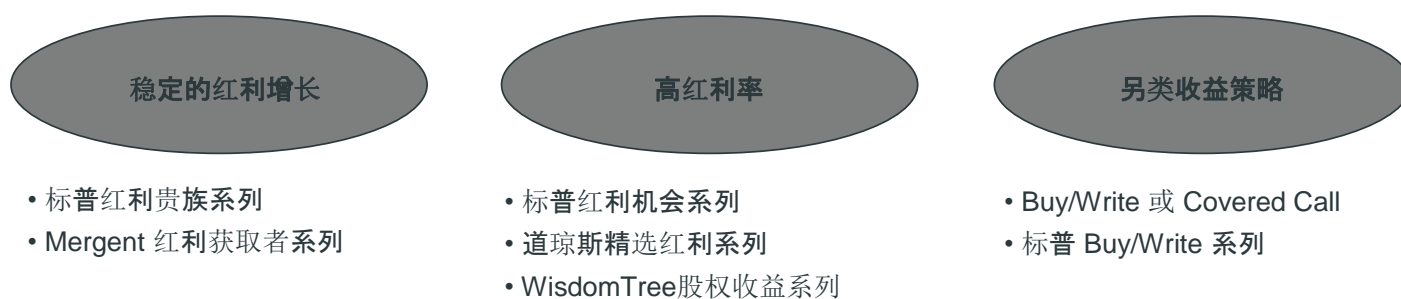 稳定的红利增长
• 标普红利贵族系列
• Mergent 红利获取者系列
高红利率
• 标普红利机会系列
• 道琼斯精选红利系列
• WisdomTree股权收益系列
另类收益策略
• Buy/Write 或 Covered Call
• 标普 Buy/Write 系列